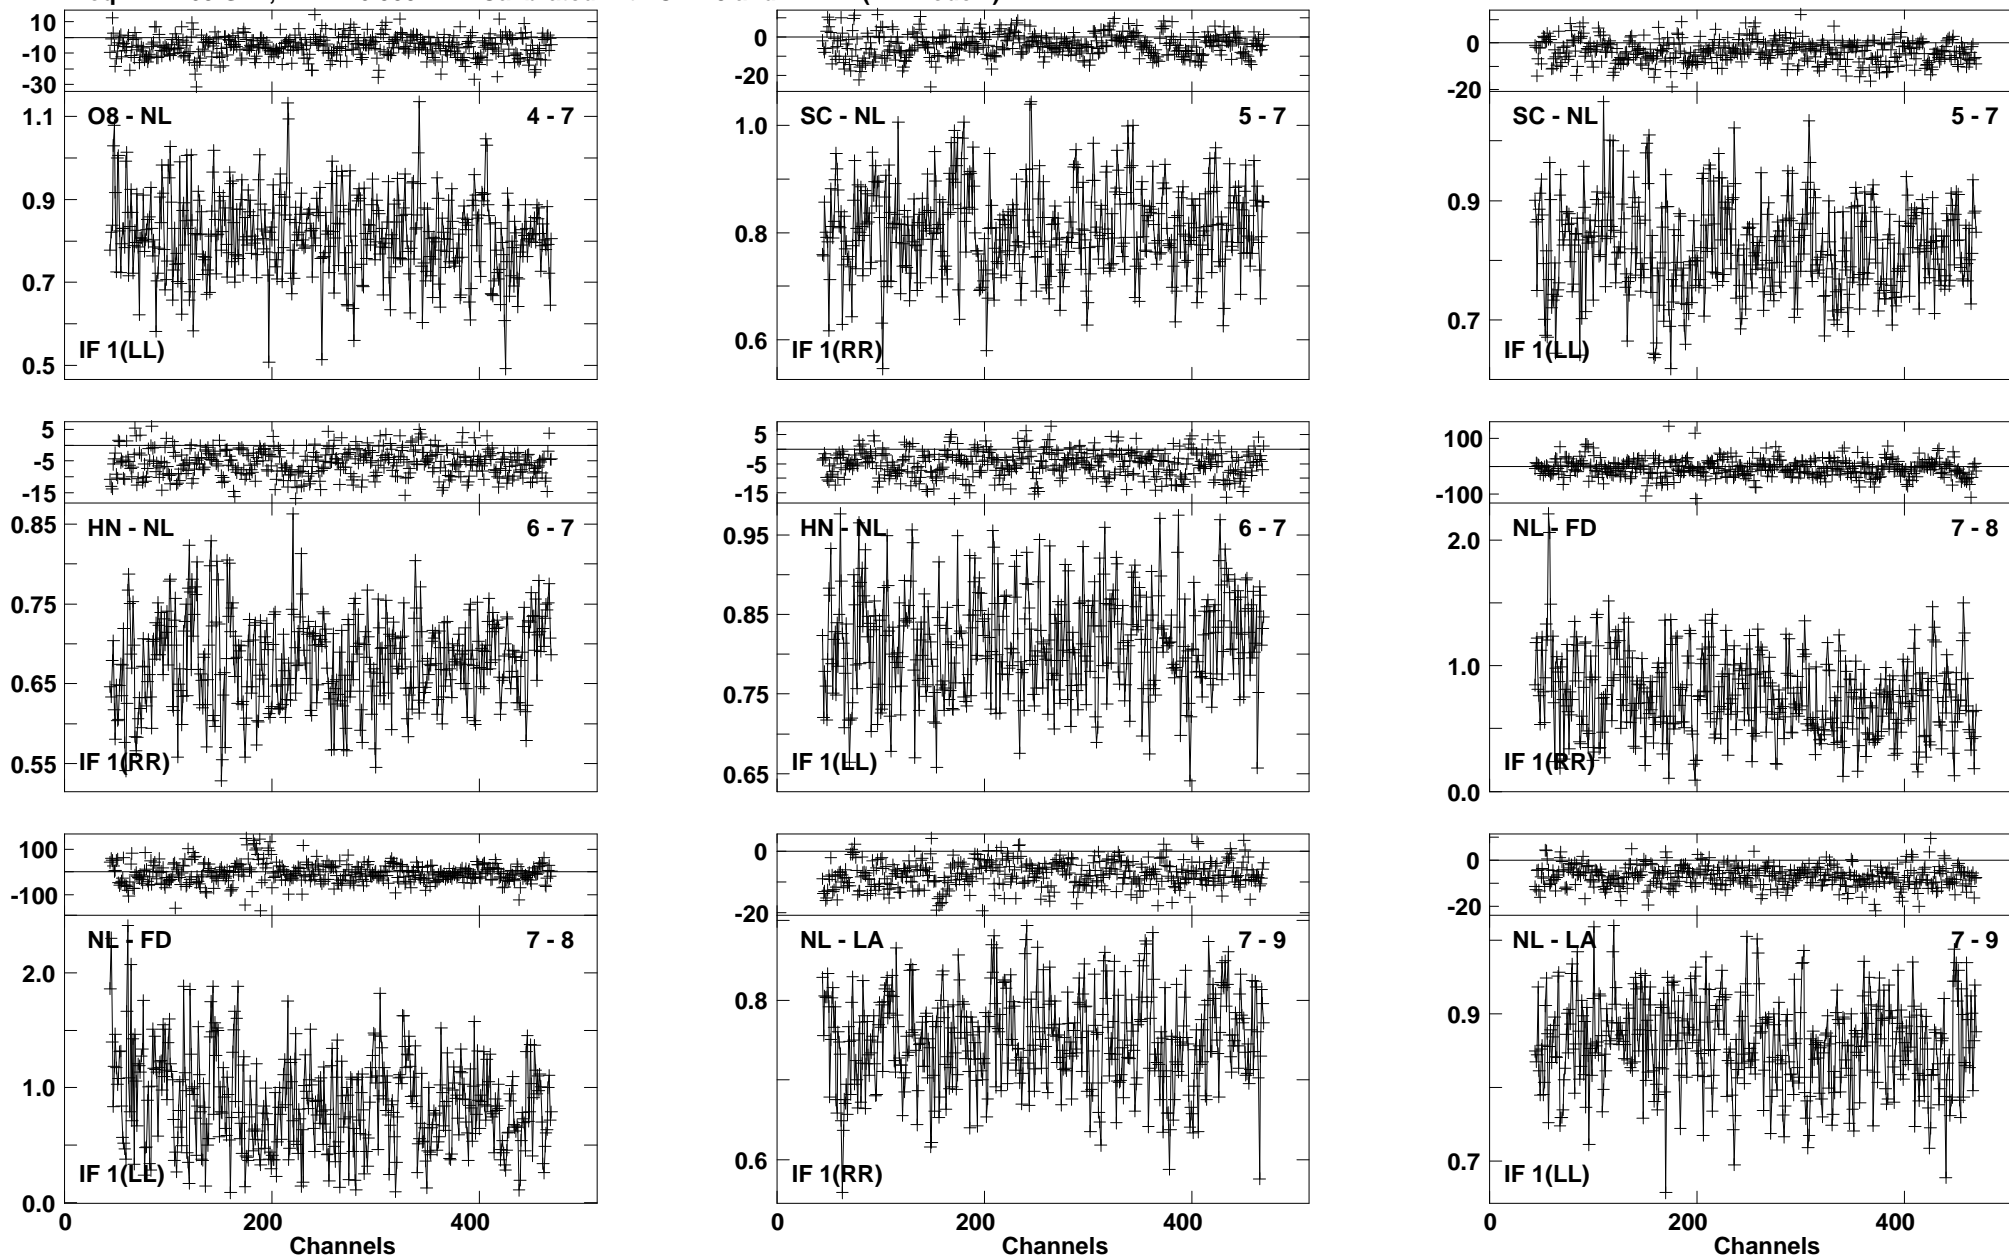 10
-10
-30
O8 - NL 4 - 7
1.1
0.9
0.7
0.5
IF 1(LL)
0
-20
SC - NL 5 - 7
1.0
0.8
0.6
IF 1(RR)
0
-20
SC - NL 5 - 7
0.9
0.7
IF 1(LL)
5
-5
-15
HN - NL 6 - 7
0.85
0.75
0.65
0.55
IF 1(RR)
5
-5
-15
HN - NL 6 - 7
0.95
0.85
0.75
0.65
IF 1(LL)
100
-100
NL - FD 7 - 8
2.0
1.0
0.0
IF 1(RR)
100
-100
NL - FD 7 - 8
2.0
1.0
0.0
IF 1(LL)
0 200 400
Channels
0
-20
NL - LA 7 - 9
0.8
0.6
IF 1(RR)
0 200 400
Channels
0
-20
NL - LA 7 - 9
0.9
0.7
IF 1(LL)
0 200 400
Channels